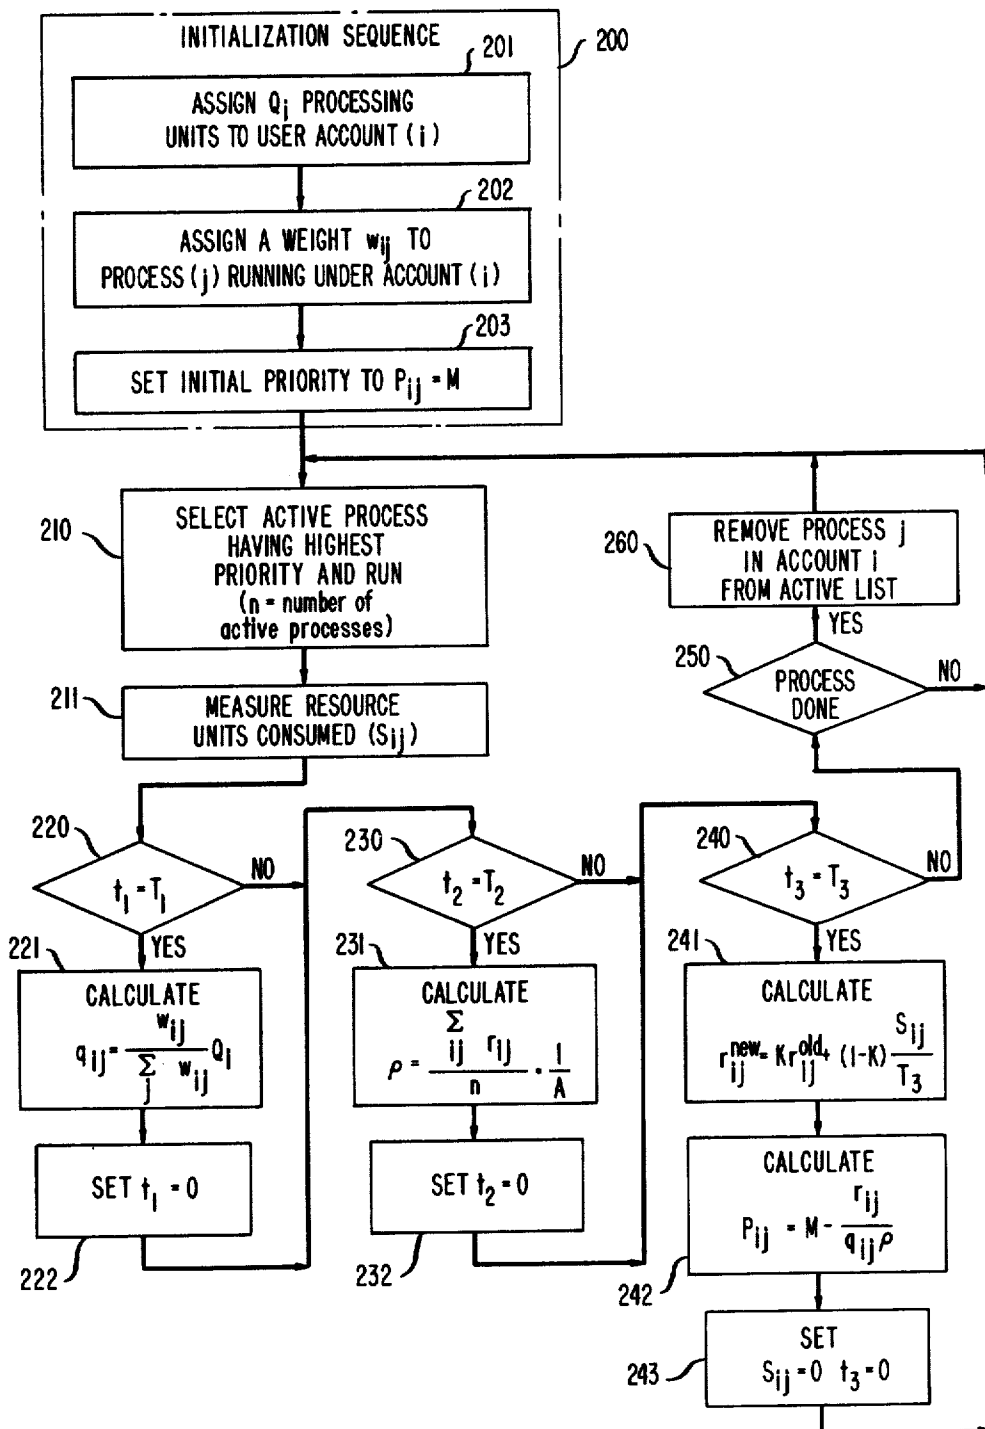 INITIALIZATION SEQUENCE
200
201
ASSIGN Qi PROCESSING
UNITS TO USER ACCOUNT (i)
202
ASSIGN A WEIGHT wij TO
PROCESS (j) RUNNING UNDER ACCOUNT (i)
203
SET INITIAL PRIORITY TO Pij = M
210
SELECT ACTIVE PROCESS
HAVING HIGHEST
PRIORITY AND RUN
(n = number of
active processes)
211
MEASURE RESOURCE
UNITS CONSUMED (Sij)
260
REMOVE PROCESS j
IN ACCOUNT i
FROM ACTIVE LIST
YES
250
PROCESS
DONE
NO
220
t1 = T1
NO
YES
221
CALCULATE
qij = wij / Σj wij Qi
SET t1 = 0
222
230
t2 = T2
NO
YES
231
CALCULATE
ρ = Σij rij / n • 1/A
SET t2 = 0
232
240
t3 = T3
NO
YES
241
CALCULATE
rij^new = K rij^old + (1-K) Sij / T3
CALCULATE
Pij = M - rij / qij ρ
242
SET
Sij = 0 t3 = 0
243